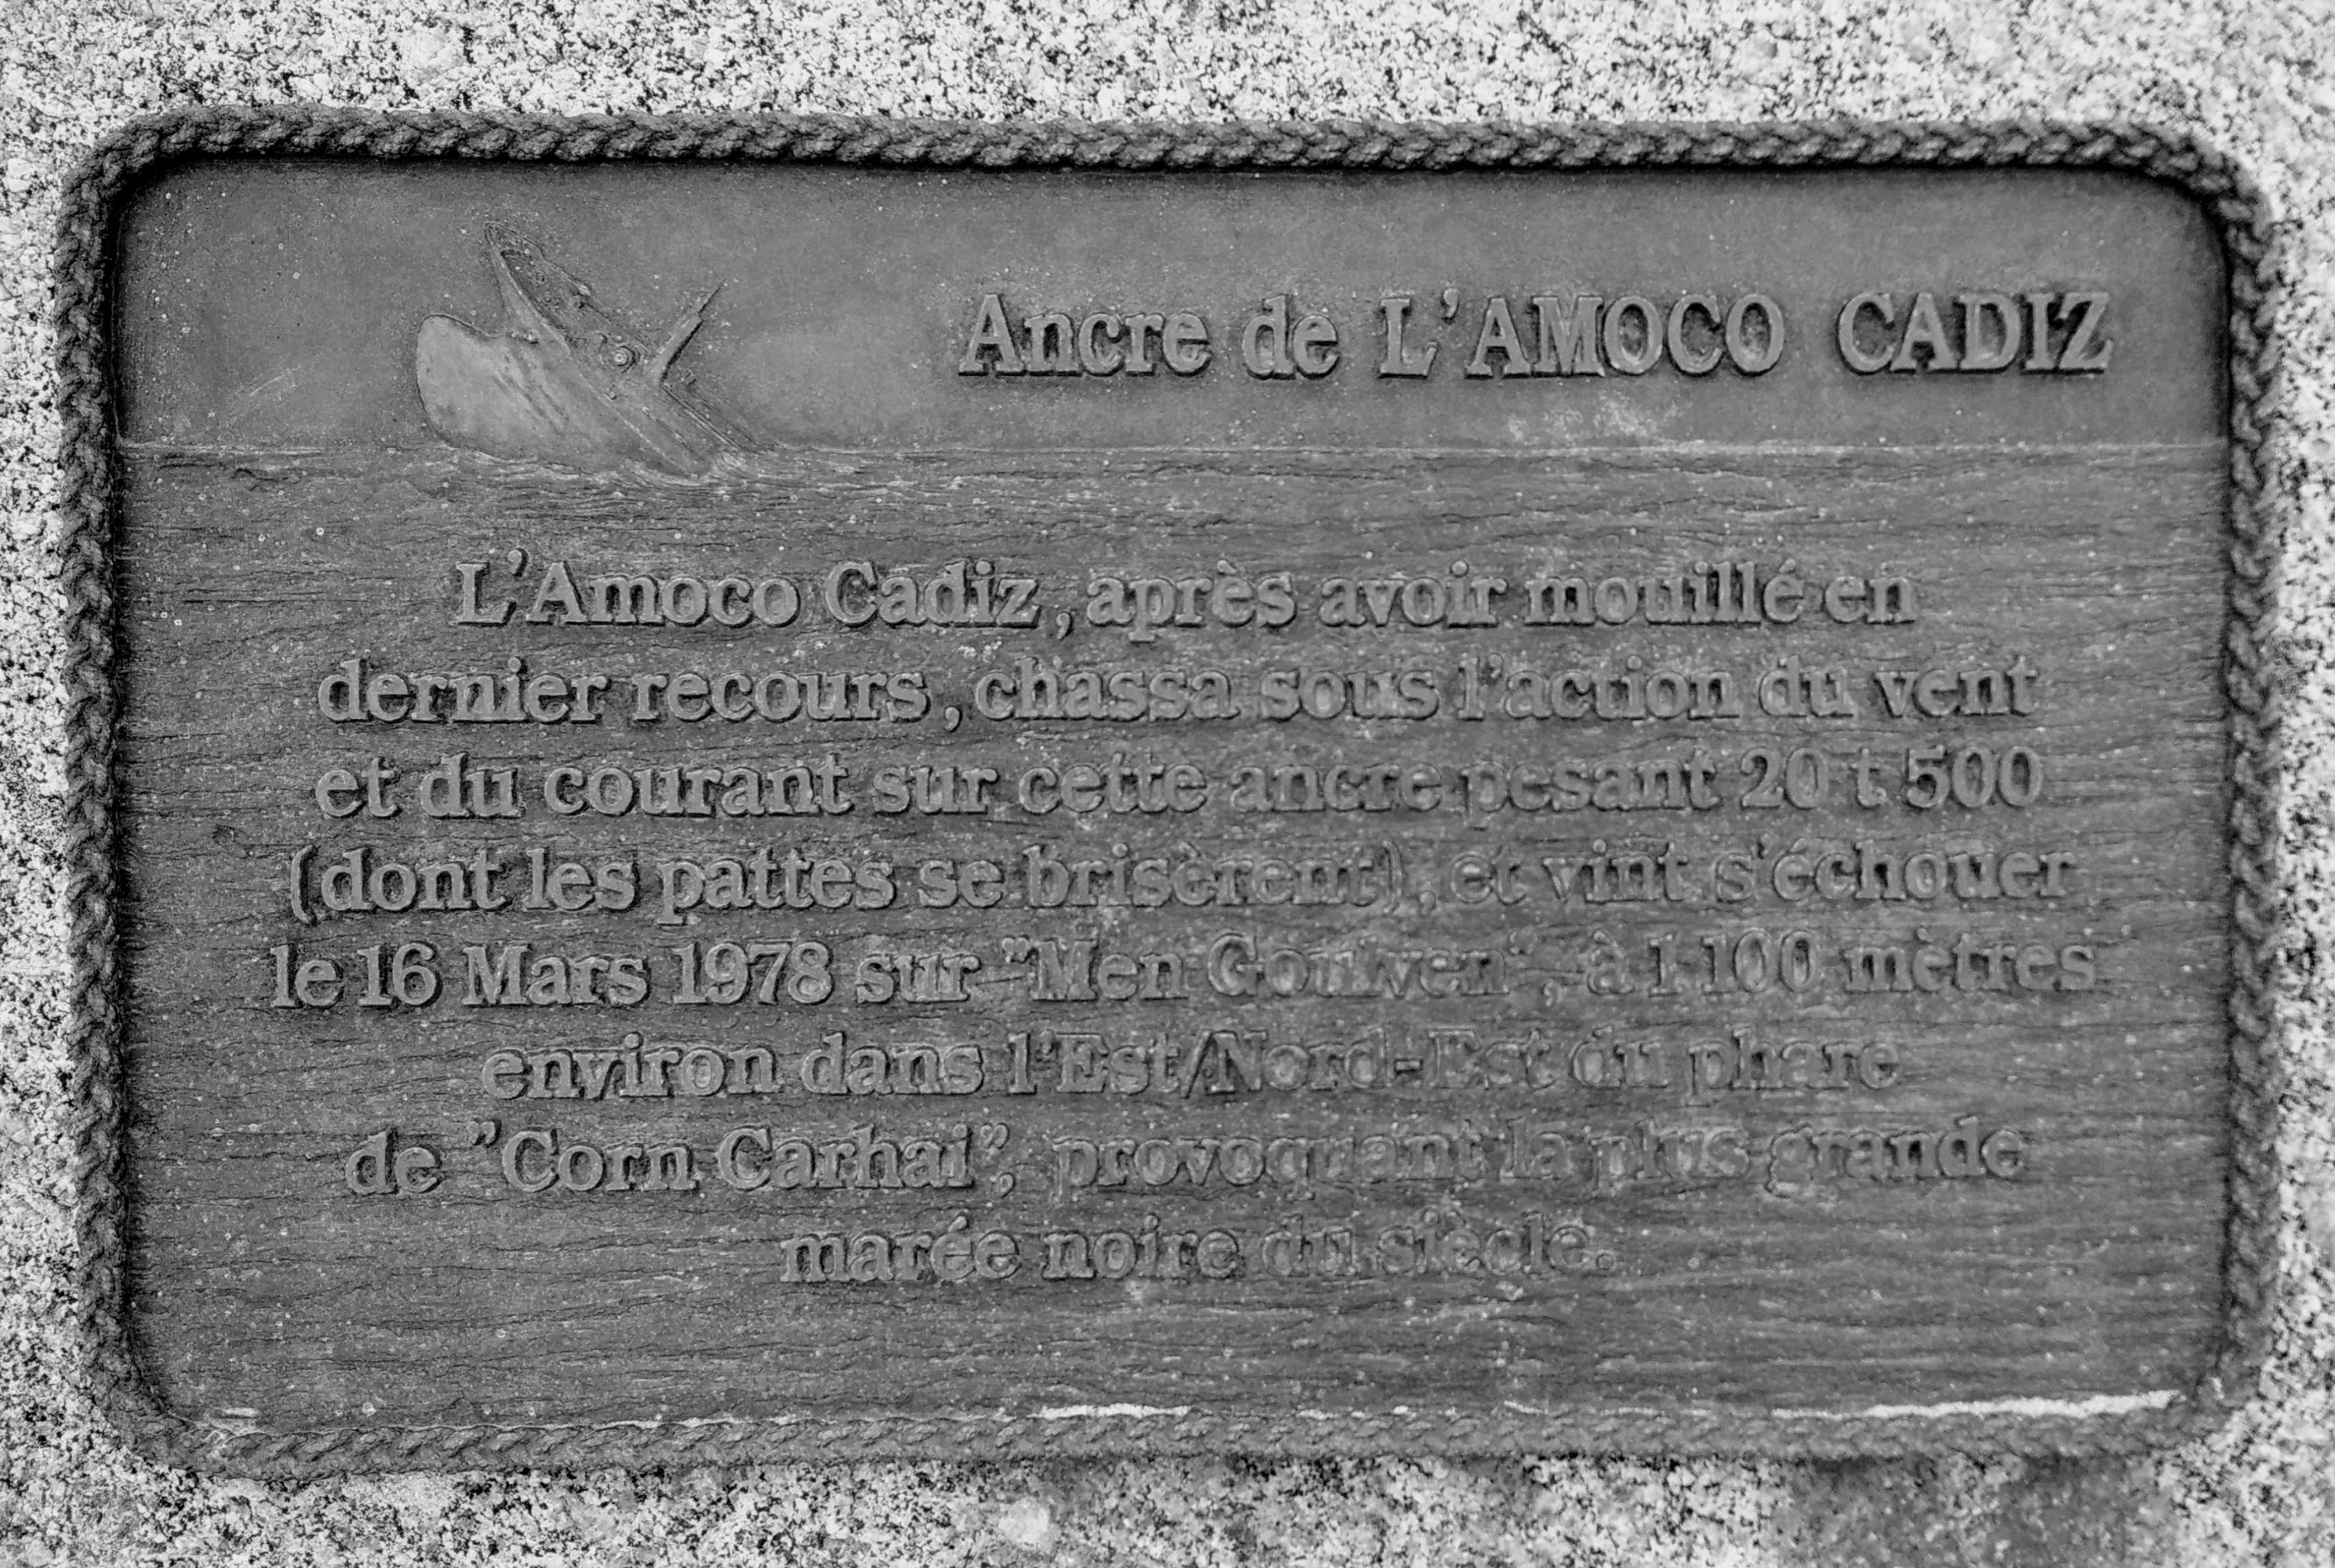 Ancre de L'AMOCO CADIZ
L'Amoco Cadiz, après avoir mouillé en
dernier recours, chassa sous l'action du vent
et du courant sur cette ancre pesant 20 t 500
(dont les pattes se brisèrent), et vint s'échouer
le 16 Mars 1978 sur "Men Goulven", à 1 100 mètres
environ dans l'Est/Nord-Est du phare
de "Corn Carhai", provoquant la plus grande
marée noire du siècle.